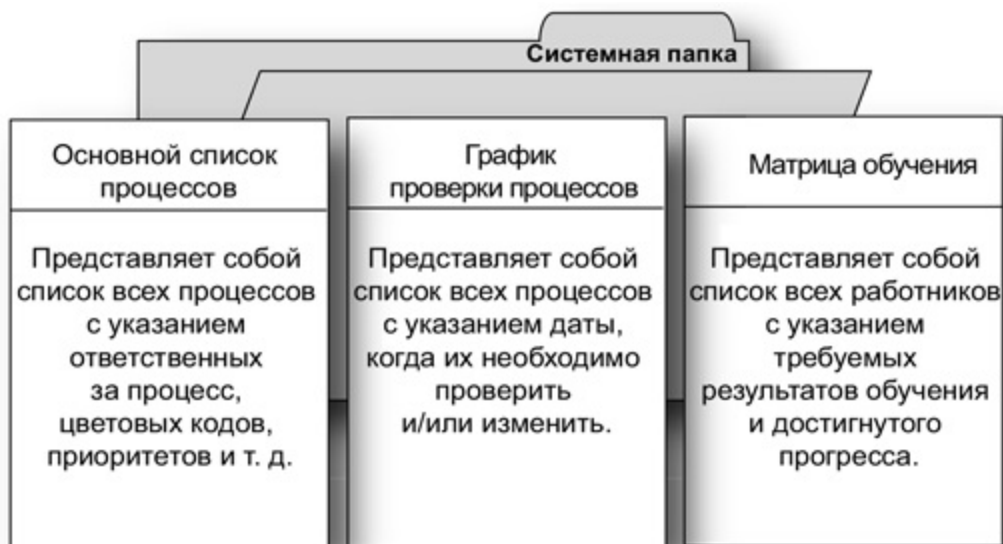 Системная папка
Основной список
процессов
Представляет собой
список всех процессов
с указанием
ответственных
за процесс,
цветовых кодов,
приоритетов и т. д.
График
проверки процессов
Представляет собой
список всех процессов
с указанием даты,
когда их необходимо
проверить
и/или изменить.
Матрица обучения
Представляет собой
список всех работников
с указанием
требуемых
результатов обучения
и достигнутого
прогресса.